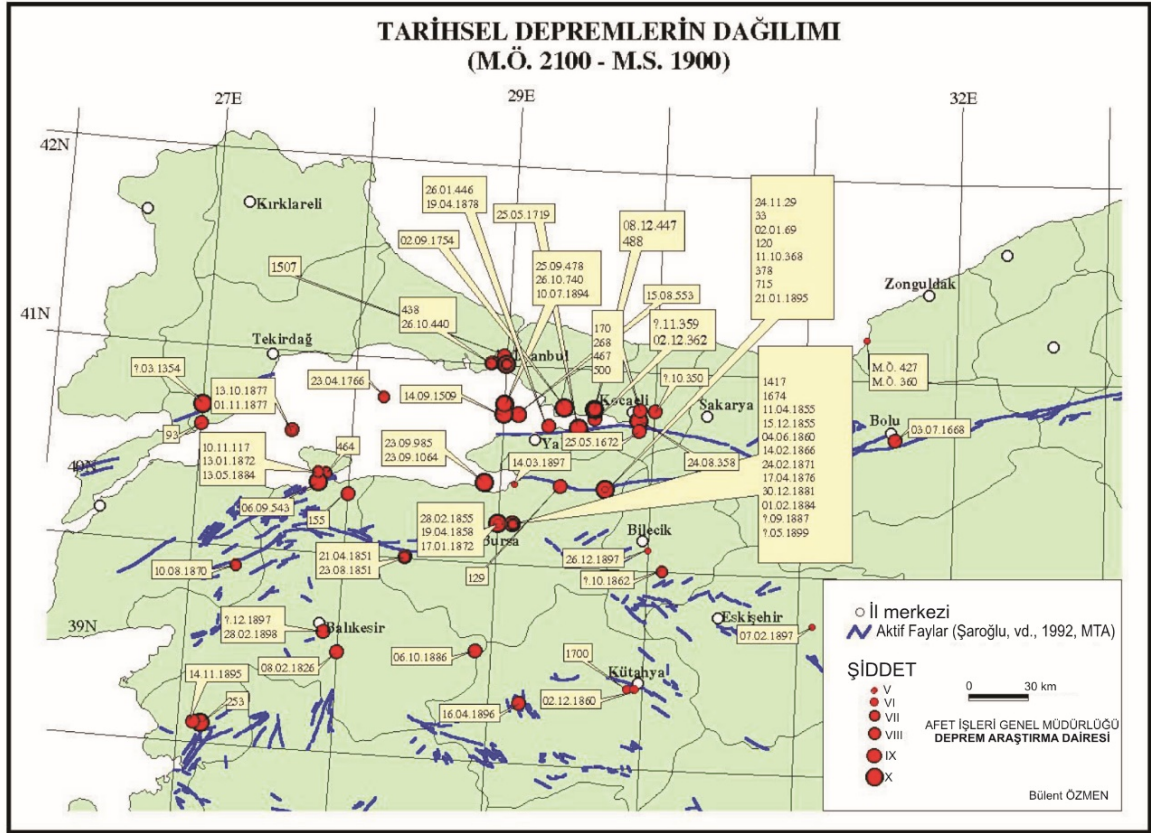 TARİHSEL DEPREMLERİN DAĞILIMI
(M.Ö. 2100 - M.S. 1900)
27E
29E
32E
42N
41N
40N
39N
Kırklareli
26.01.446
19.04.1878
25.05.1719
08.12.447
488
24.11.29
33
02.01.69
120
11.10.368
378
715
21.01.1895
02.09.1754
1507
25.09.478
26.10.740
10.07.1894
15.08.553
Zonguldak
438
26.10.440
170
268
467
500
?.11.359
02.12.362
Tekirdağ
İstanbul
M.Ö. 427
M.Ö. 360
?.03.1354
13.10.1877
01.11.1877
23.04.1766
14.09.1509
Kocaeli
?.10.350
Sakarya
1417
1674
11.04.1855
15.12.1855
04.06.1860
14.02.1866
24.02.1871
17.04.1876
30.12.1881
01.02.1884
?.09.1887
?.05.1899
Bolu
03.07.1668
93
10.11.117
13.01.1872
13.05.1884
464
23.09.985
23.09.1064
Ya
25.05.1672
24.08.358
14.03.1897
06.09.543
155
28.02.1855
19.04.1858
17.01.1872
Bursa
Bilecik
10.08.1870
21.04.1851
23.08.1851
129
26.12.1897
?.10.1862
?.12.1897
28.02.1898
Balıkesir
Eskişehir
07.02.1897
08.02.1826
06.10.1886
1700
Kütahya
14.11.1895
253
16.04.1896
02.12.1860
İl merkezi
Aktif Faylar (Şaroğlu, vd., 1992, MTA)
ŞİDDET
V
VI
VII
VIII
IX
X
0 30 km
AFET İŞLERİ GENEL MÜDÜRLÜĞÜ
DEPREM ARAŞTIRMA DAİRESİ
Bülent ÖZMEN